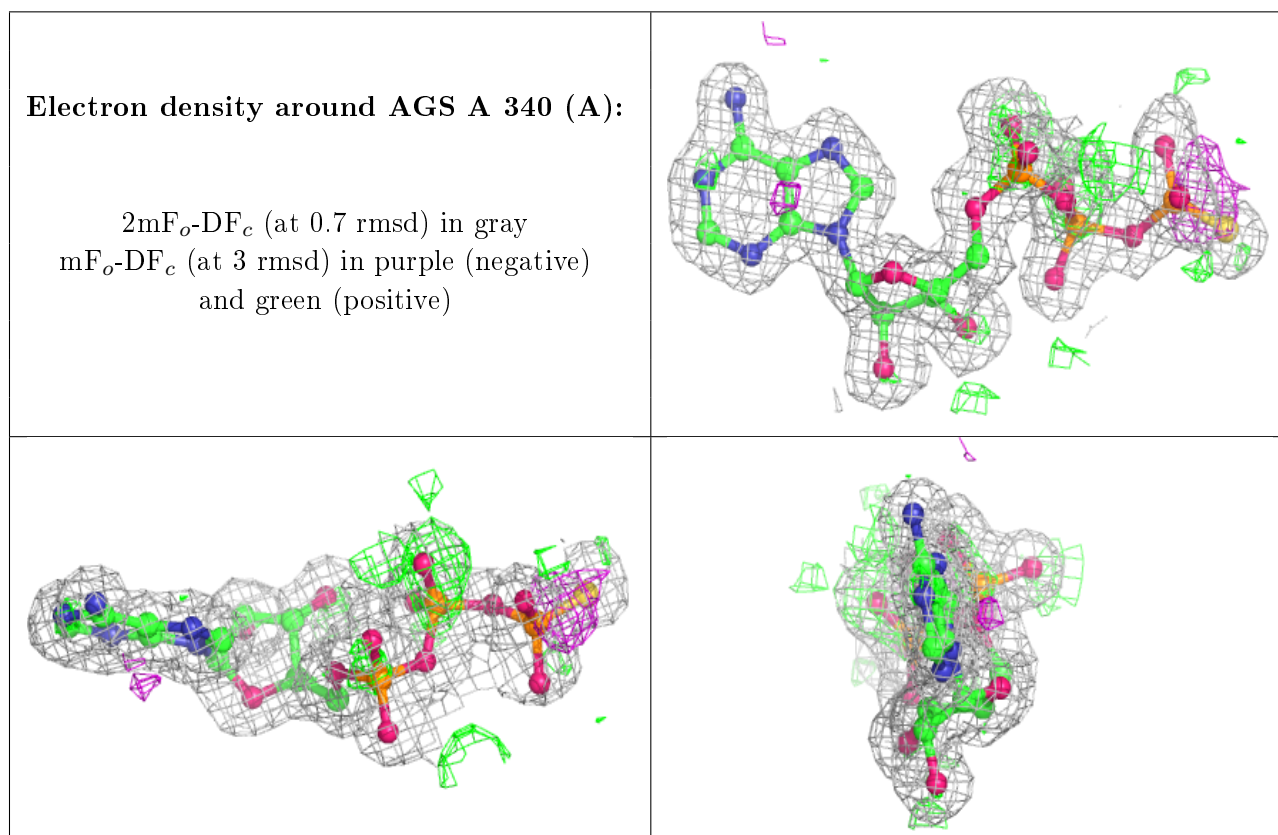 Electron density around AGS A 340 (A):
2mFo-DFc (at 0.7 rmsd) in gray
mFo-DFc (at 3 rmsd) in purple (negative)
and green (positive)